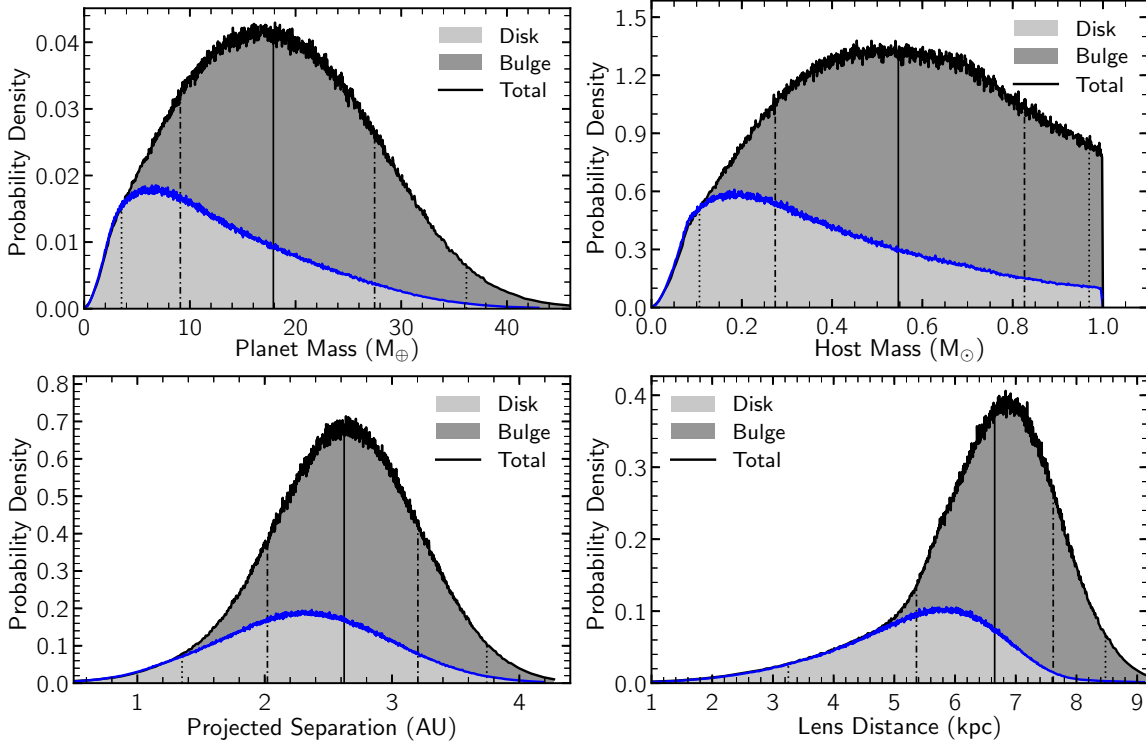 Probability Density
0.04
0.03
0.02
0.01
0.00
Disk
Bulge
Total
0 10 20 30 40
Planet Mass (M⊕)
Probability Density
1.5
1.2
0.9
0.6
0.3
0.0
Disk
Bulge
Total
0.0 0.2 0.4 0.6 0.8 1.0
Host Mass (M⊙)
Probability Density
0.8
0.7
0.6
0.5
0.4
0.3
0.2
0.1
0.0
Disk
Bulge
Total
1 2 3 4
Projected Separation (AU)
Probability Density
0.4
0.3
0.2
0.1
0.0
Disk
Bulge
Total
1 2 3 4 5 6 7 8 9
Lens Distance (kpc)